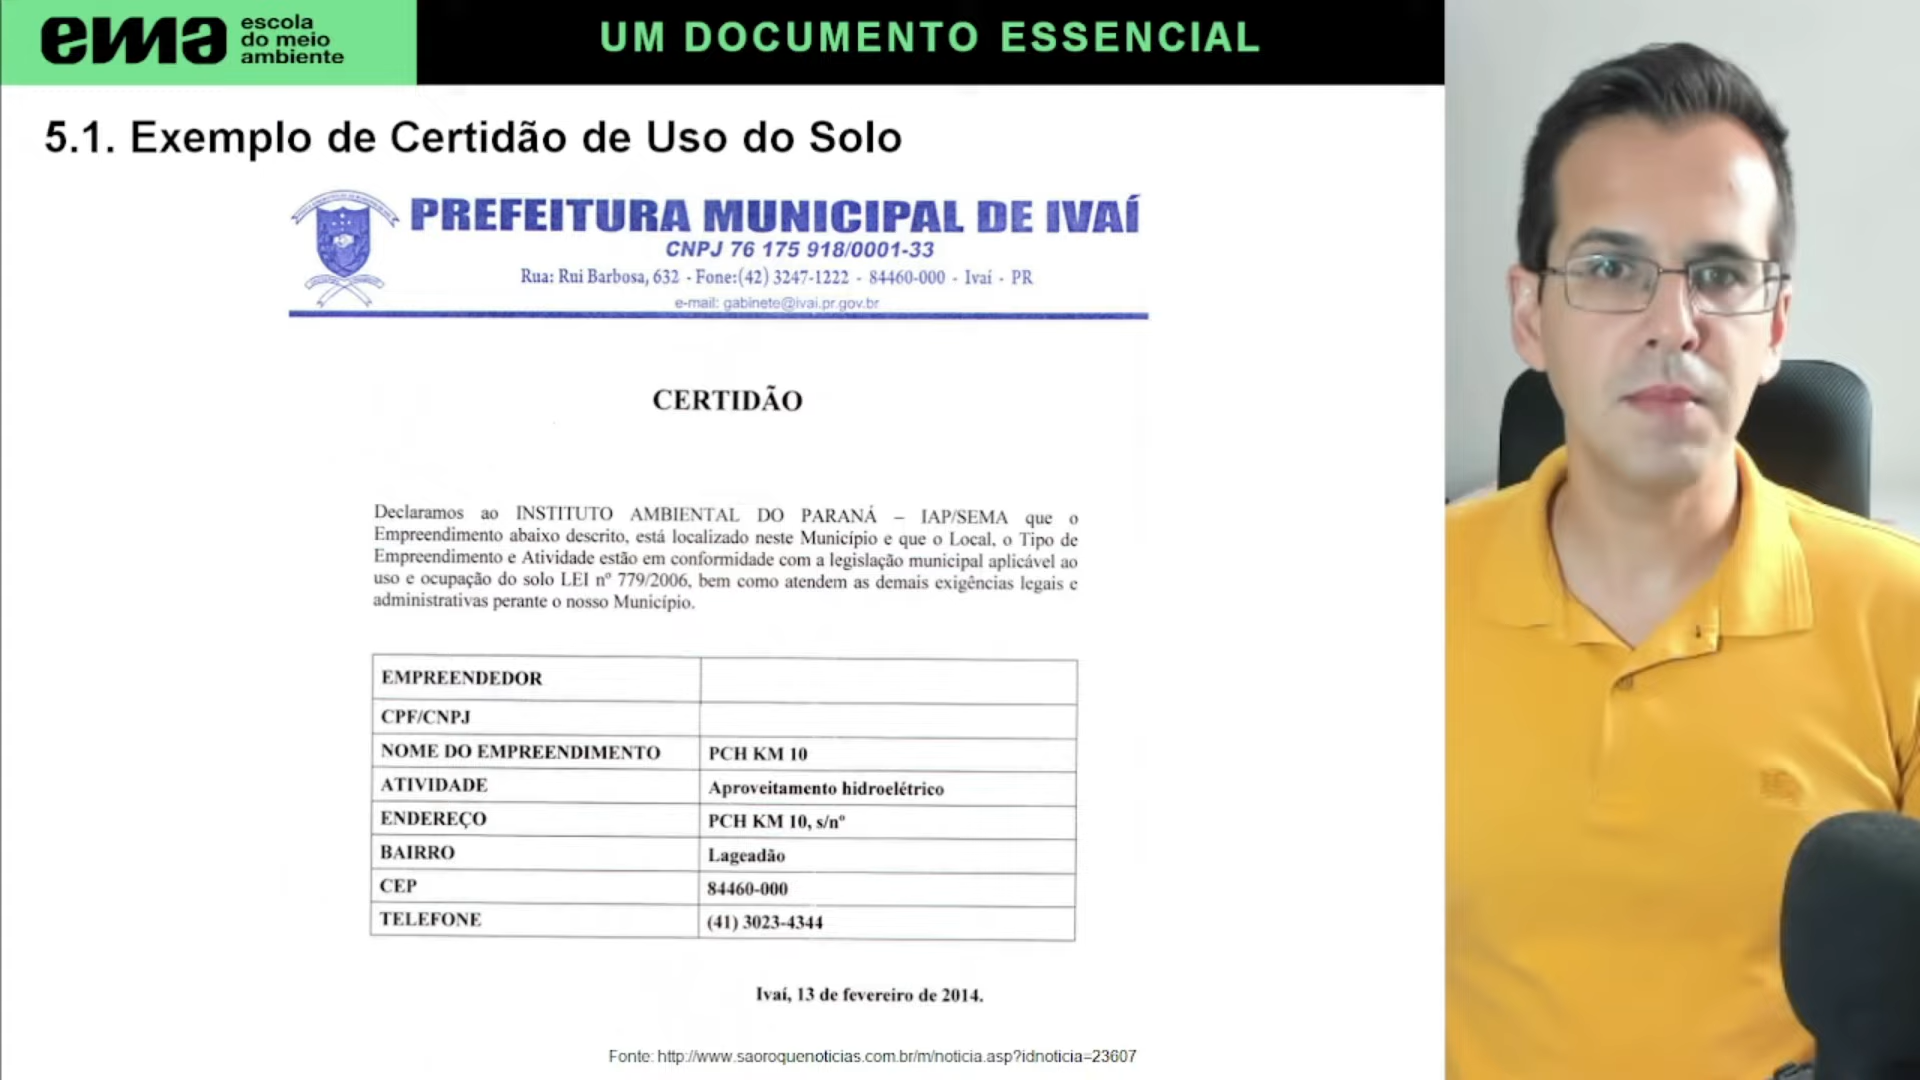 ema escola
do meio
ambiente
UM DOCUMENTO ESSENCIAL
5.1. Exemplo de Certidão de Uso do Solo
PREFEITURA MUNICIPAL DE IVAÍ
CNPJ 76 175 918/0001-33
Rua: Rui Barbosa, 632 - Fone:(42) 3247-1222 - 84460-000 - Ivaí - PR
e-mail: gabinete@ivai.pr.gov.br
CERTIDÃO
Declaramos ao INSTITUTO AMBIENTAL DO PARANÁ – IAP/SEMA que o
Empreendimento abaixo descrito, está localizado neste Município e que o Local, o Tipo de
Empreendimento e Atividade estão em conformidade com a legislação municipal aplicável ao
uso e ocupação do solo LEI nº 779/2006, bem como atendem as demais exigências legais e
administrativas perante o nosso Município.
EMPREENDEDOR
CPF/CNPJ
NOME DO EMPREENDIMENTO PCH KM 10
ATIVIDADE Aproveitamento hidroelétrico
ENDEREÇO PCH KM 10, s/nº
BAIRRO Lageadão
CEP 84460-000
TELEFONE (41) 3023-4344
Ivaí, 13 de fevereiro de 2014.
Fonte: http://www.saoroquenoticias.com.br/m/noticia.asp?idnoticia=23607